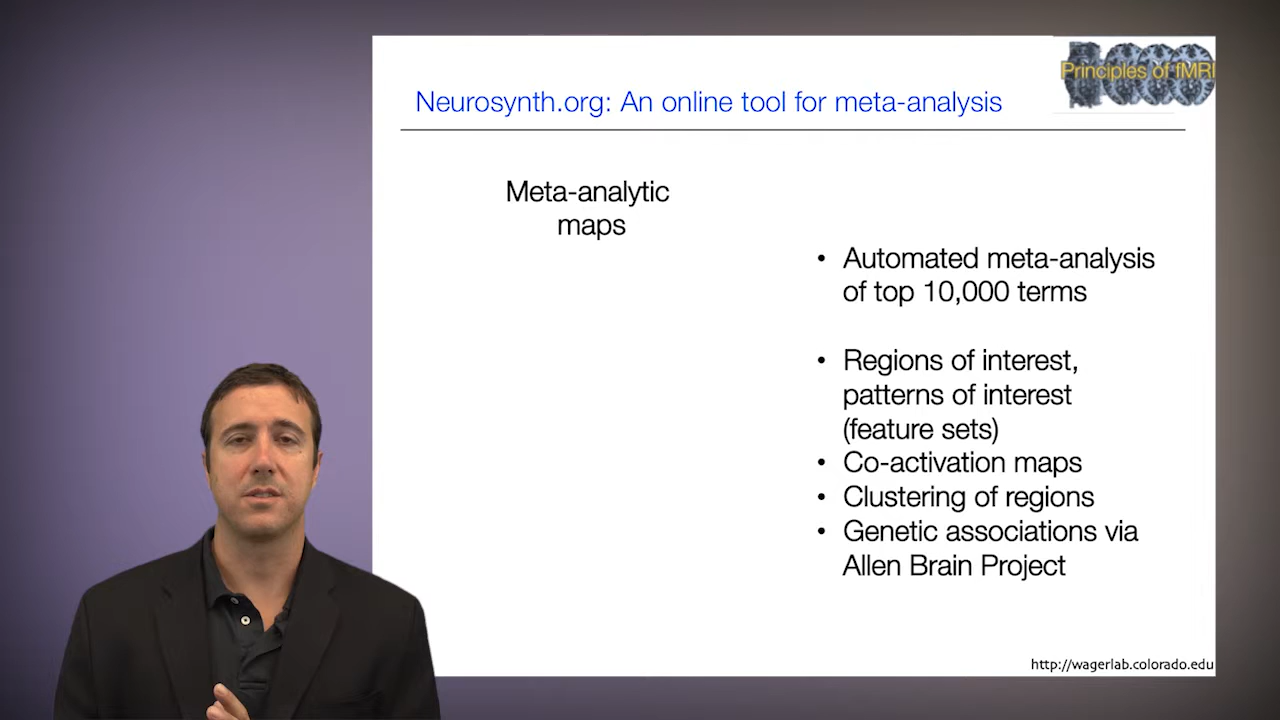 Principles of fMRI
Neurosynth.org: An online tool for meta-analysis
Meta-analytic
maps
• Automated meta-analysis
of top 10,000 terms
• Regions of interest,
patterns of interest
(feature sets)
• Co-activation maps
• Clustering of regions
• Genetic associations via
Allen Brain Project
http://wagerlab.colorado.edu